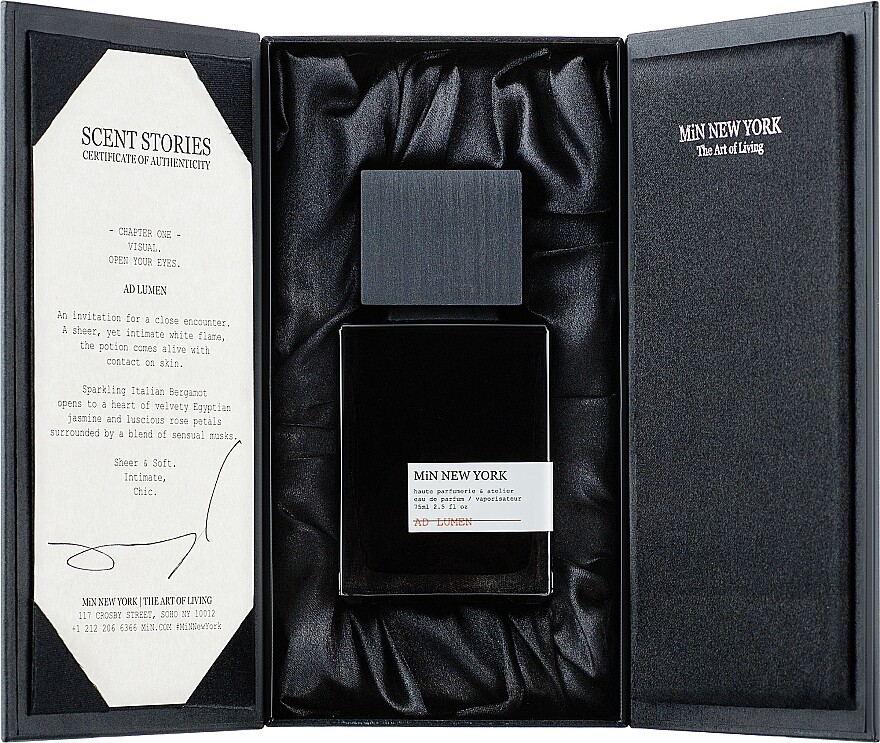 SCENT STORIES
CERTIFICATE OF AUTHENTICITY
- CHAPTER ONE -
VISUAL.
OPEN YOUR EYES.
AD LUMEN
An invitation for a close encounter.
A sheer, yet intimate white flame,
the potion comes alive with
contact on skin.
Sparkling Italian Bergamot
opens to a heart of velvety Egyptian
jasmine and luscious rose petals
surrounded by a blend of sensual musks.
Sheer & Soft.
Intimate,
Chic.
MiN NEW YORK | THE ART OF LIVING
117 CROSBY STREET, SOHO NY 10012
+1 212 206 6366 MiN.COM #MiNNewYork
MiN NEW YORK
haute parfumerie & atelier
eau de parfum / vaporisateur
75ml 2.5 fl oz
AD LUMEN
MiN NEW YORK
The Art of Living